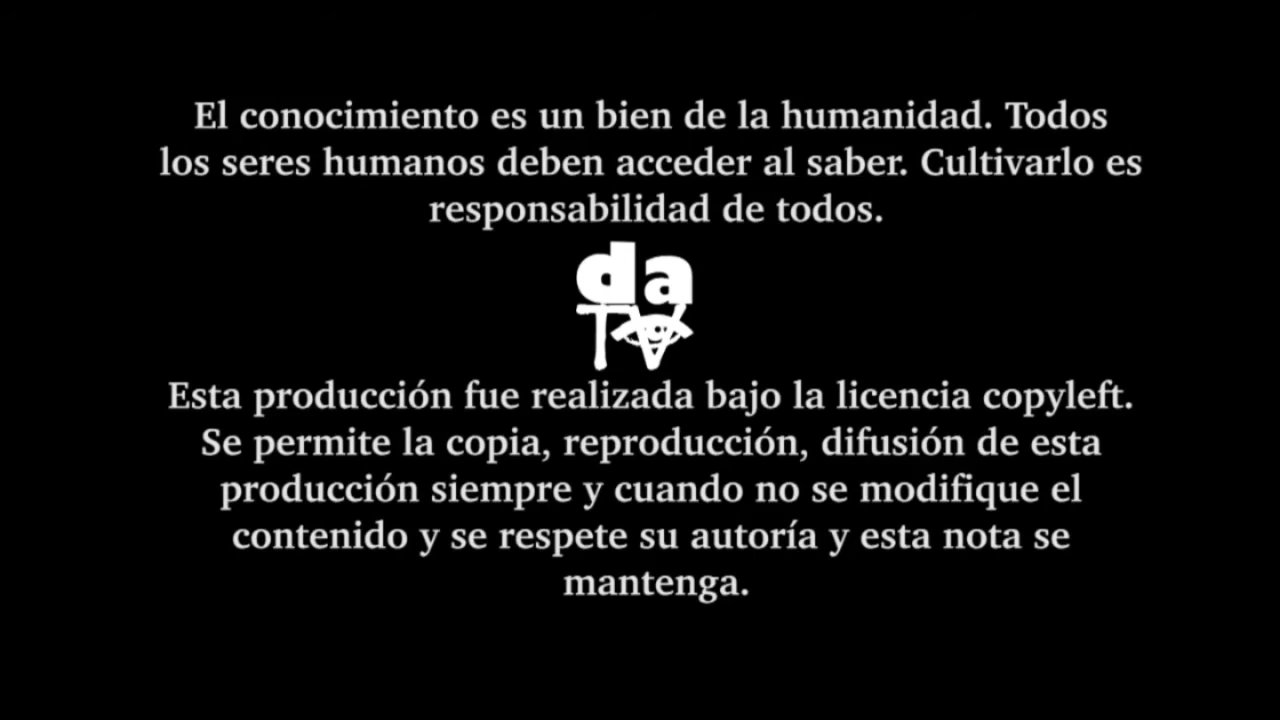 El conocimiento es un bien de la humanidad. Todos
los seres humanos deben acceder al saber. Cultivarlo es
responsabilidad de todos.
da
TV
Esta producción fue realizada bajo la licencia copyleft.
Se permite la copia, reproducción, difusión de esta
producción siempre y cuando no se modifique el
contenido y se respete su autoría y esta nota se
mantenga.